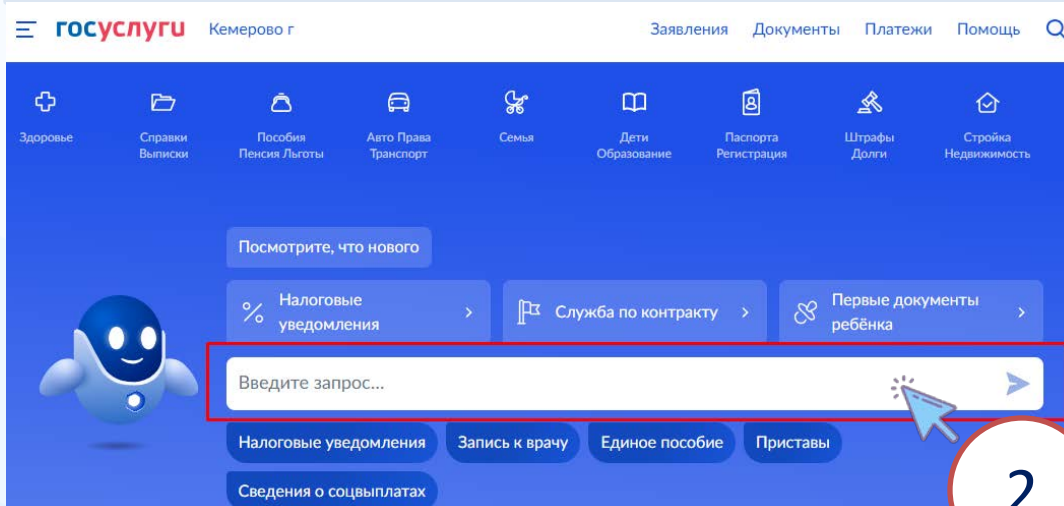 госуслуги Кемерово г Заявления Документы Платежи Помощь
Здоровье
Справки
Выписки
Пособия
Пенсия Льготы
Авто Права
Транспорт
Семья
Дети
Образование
Паспорта
Регистрация
Штрафы
Долги
Стройка
Недвижимость
Посмотрите, что нового
Налоговые
уведомления
Служба по контракту
Первые документы
ребёнка
Введите запрос...
Налоговые уведомления Запись к врачу Единое пособие Приставы
Сведения о соцвыплатах
2